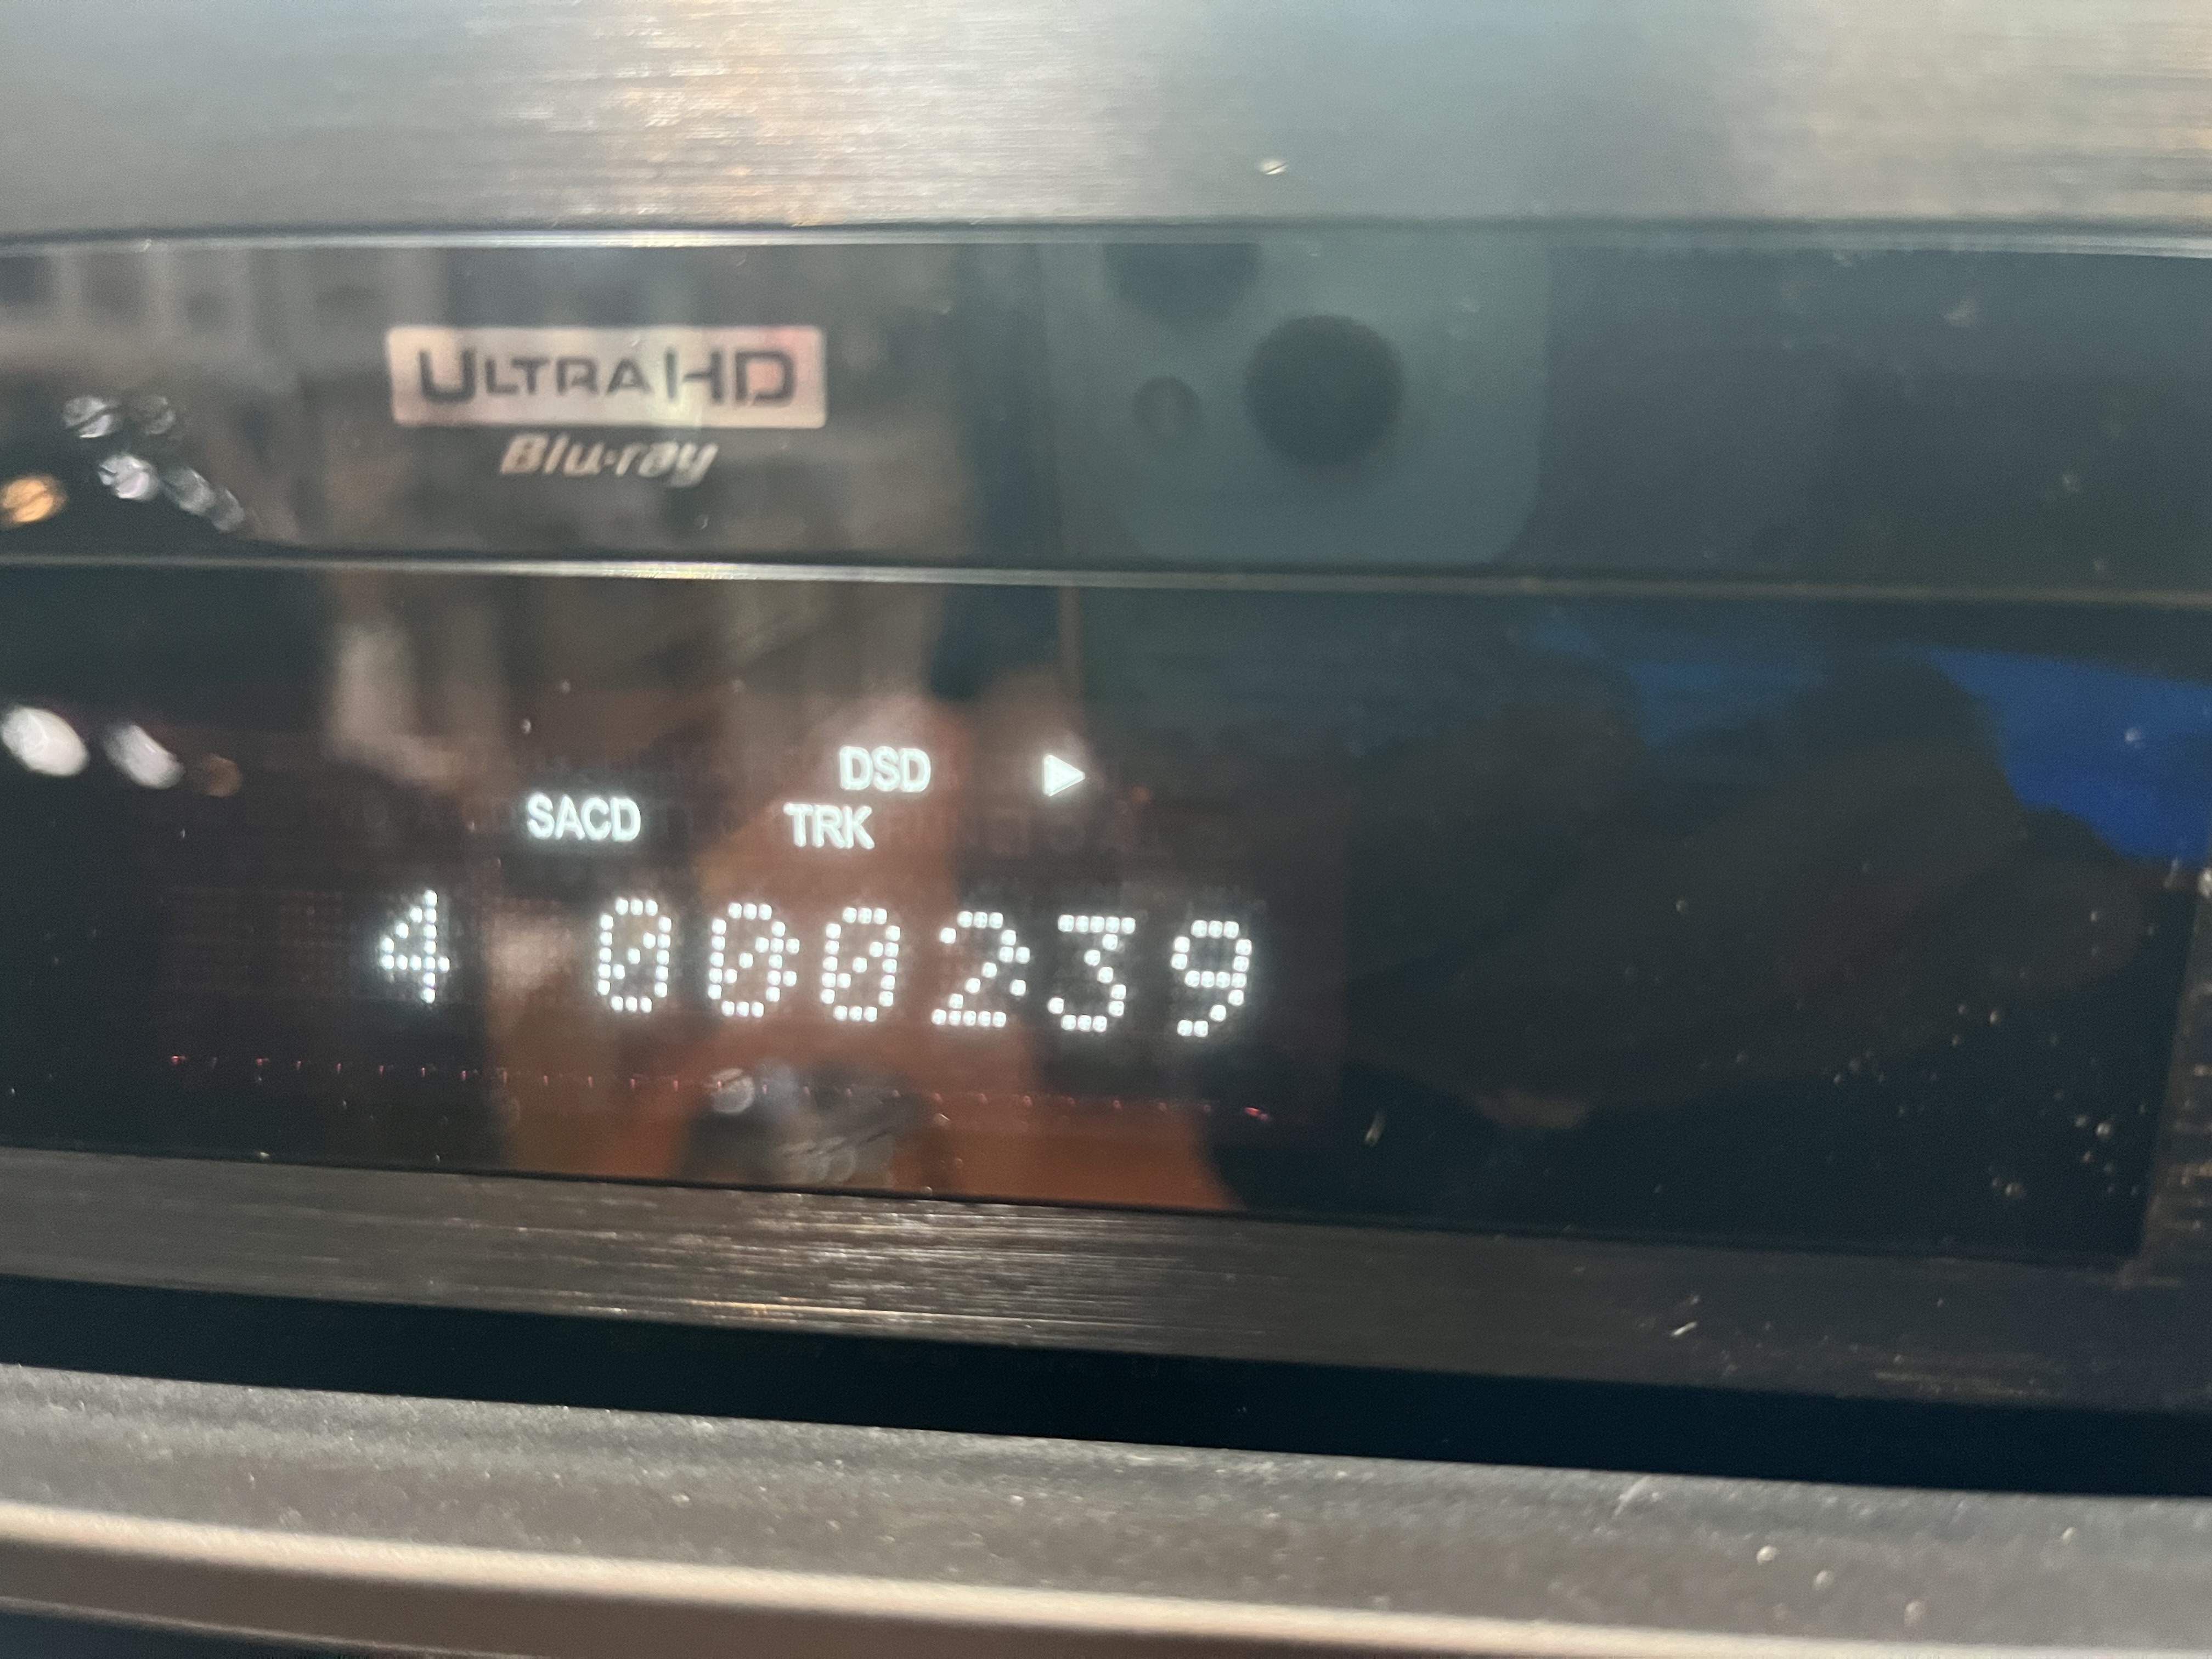 ULTRA HD
Blu-ray
DSD ▶
SACD TRK
4 000239